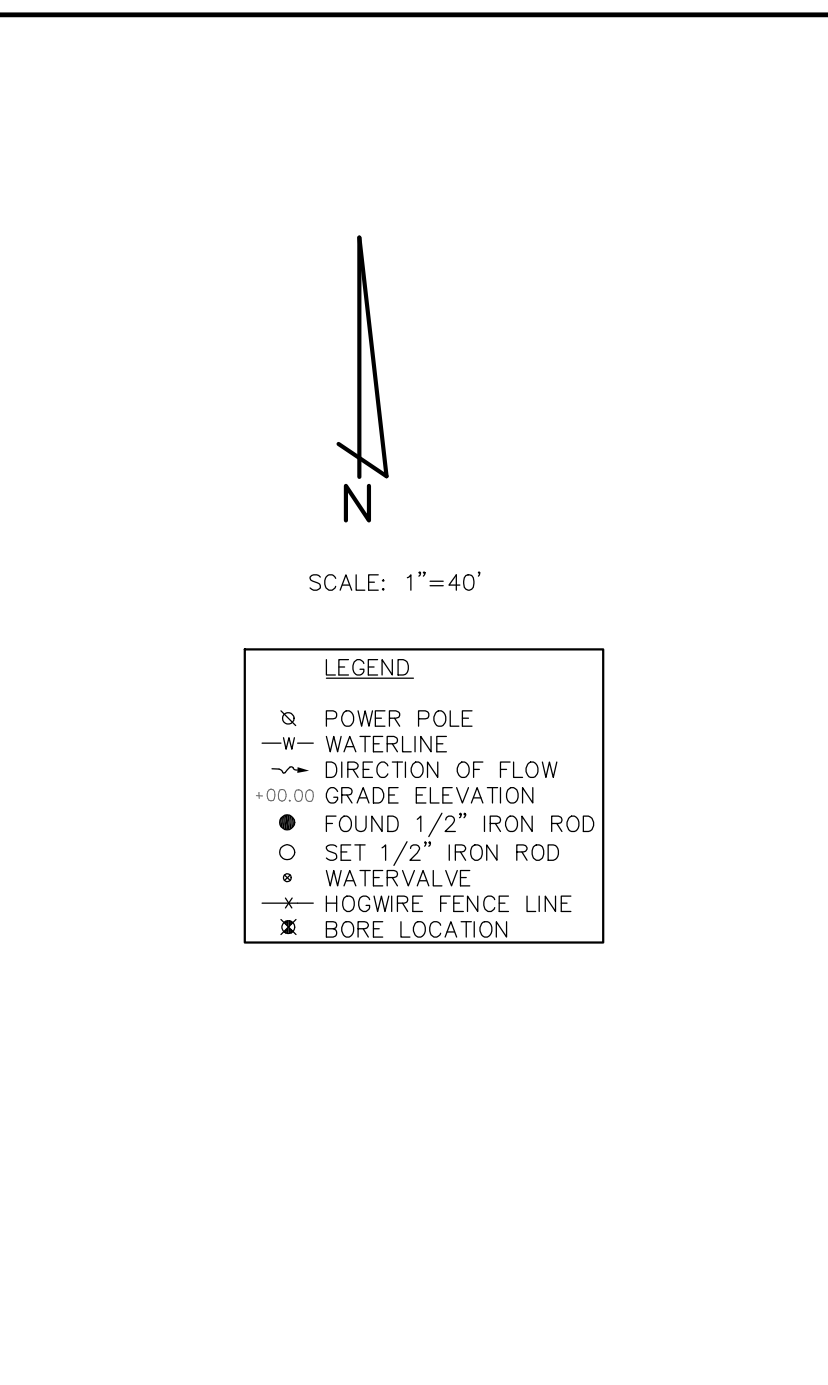 N
SCALE: 1"=40'
LEGEND
POWER POLE
W WATERLINE
DIRECTION OF FLOW
+00.00 GRADE ELEVATION
FOUND 1/2" IRON ROD
SET 1/2" IRON ROD
WATERVALVE
X HOGWIRE FENCE LINE
BORE LOCATION